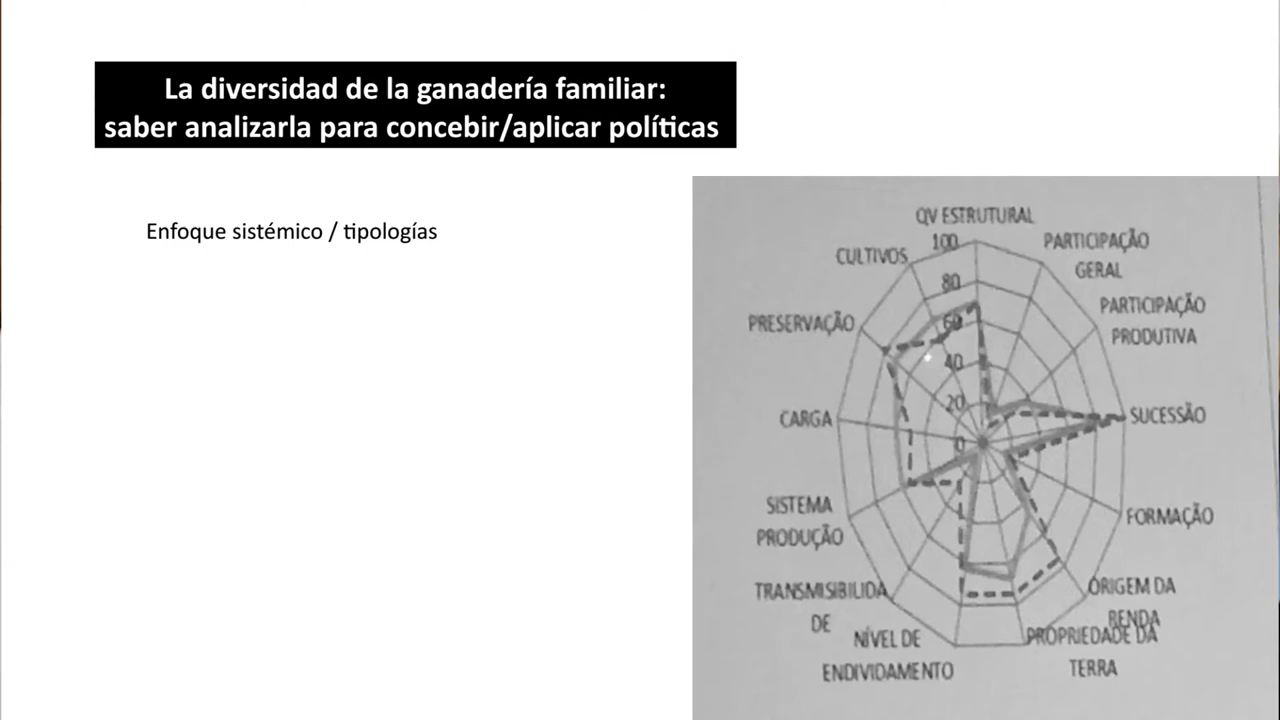 La diversidad de la ganadería familiar:
saber analizarla para concebir/aplicar políticas
Enfoque sistémico / tipologías
QV ESTRUTURAL
100
80
60
40
20
0
PARTICIPAÇÃO
GERAL
PARTICIPAÇÃO
PRODUTIVA
SUCESSÃO
FORMAÇÃO
ORIGEM DA
RENDA
PROPRIEDADE DA
TERRA
NÍVEL DE
ENDIVIDAMENTO
TRANSMISIBILIDA
DE
SISTEMA
PRODUÇÃO
CARGA
PRESERVAÇÃO
CULTIVOS